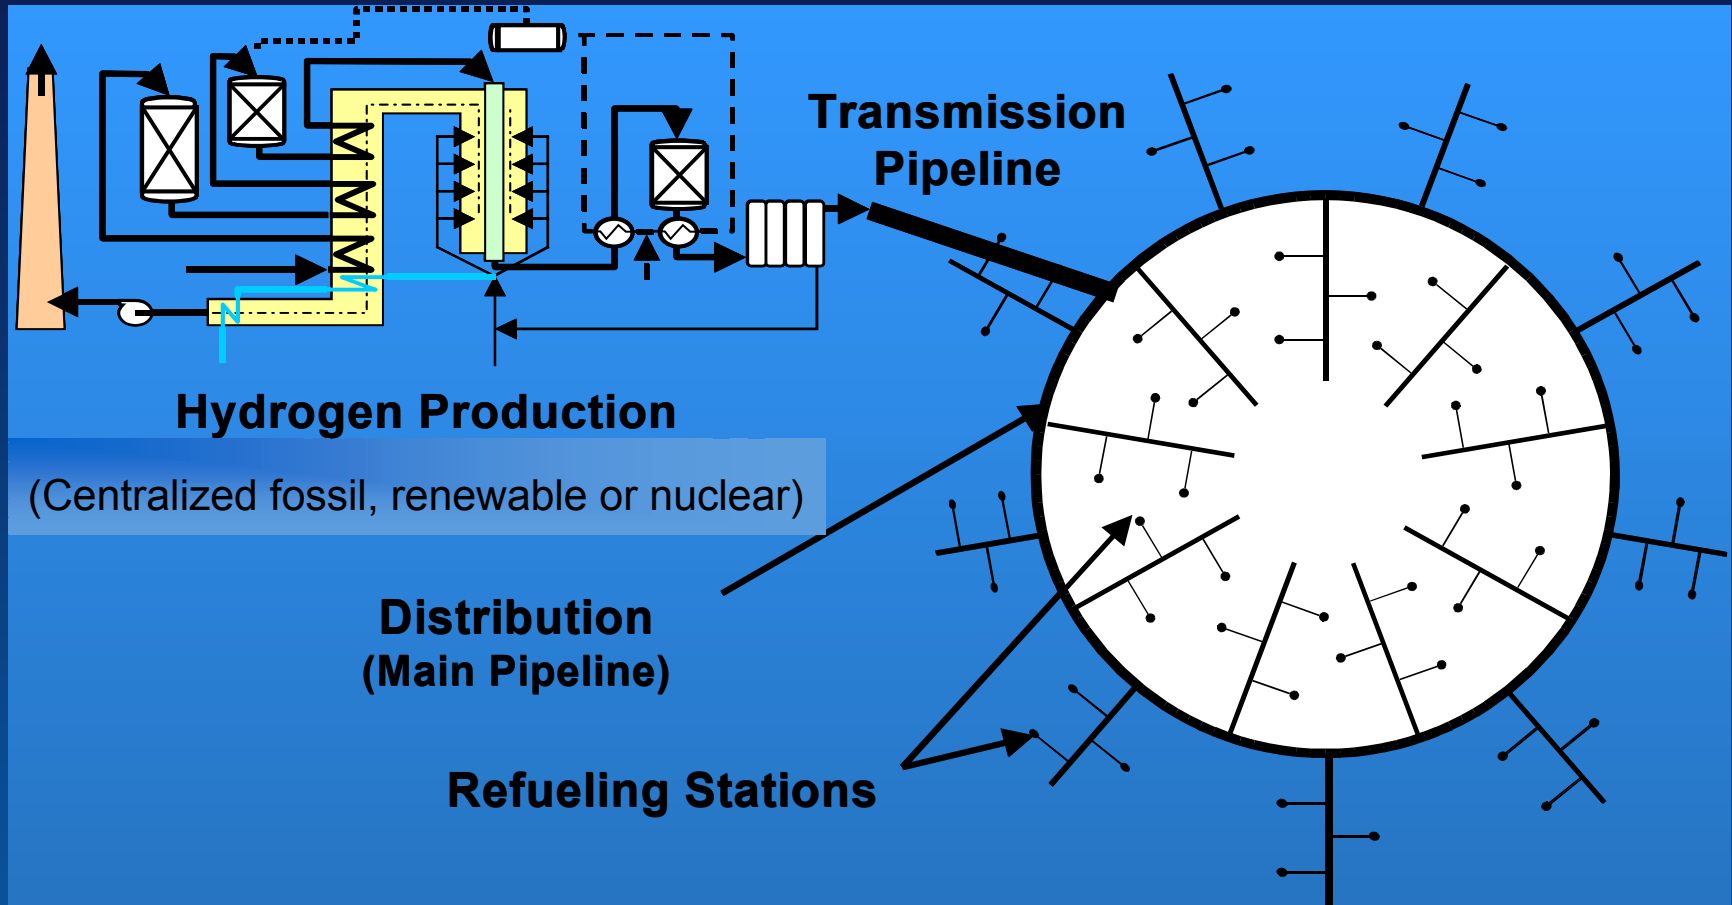 Transmission
Pipeline
Hydrogen Production
(Centralized fossil, renewable or nuclear)
Distribution
(Main Pipeline)
Refueling Stations